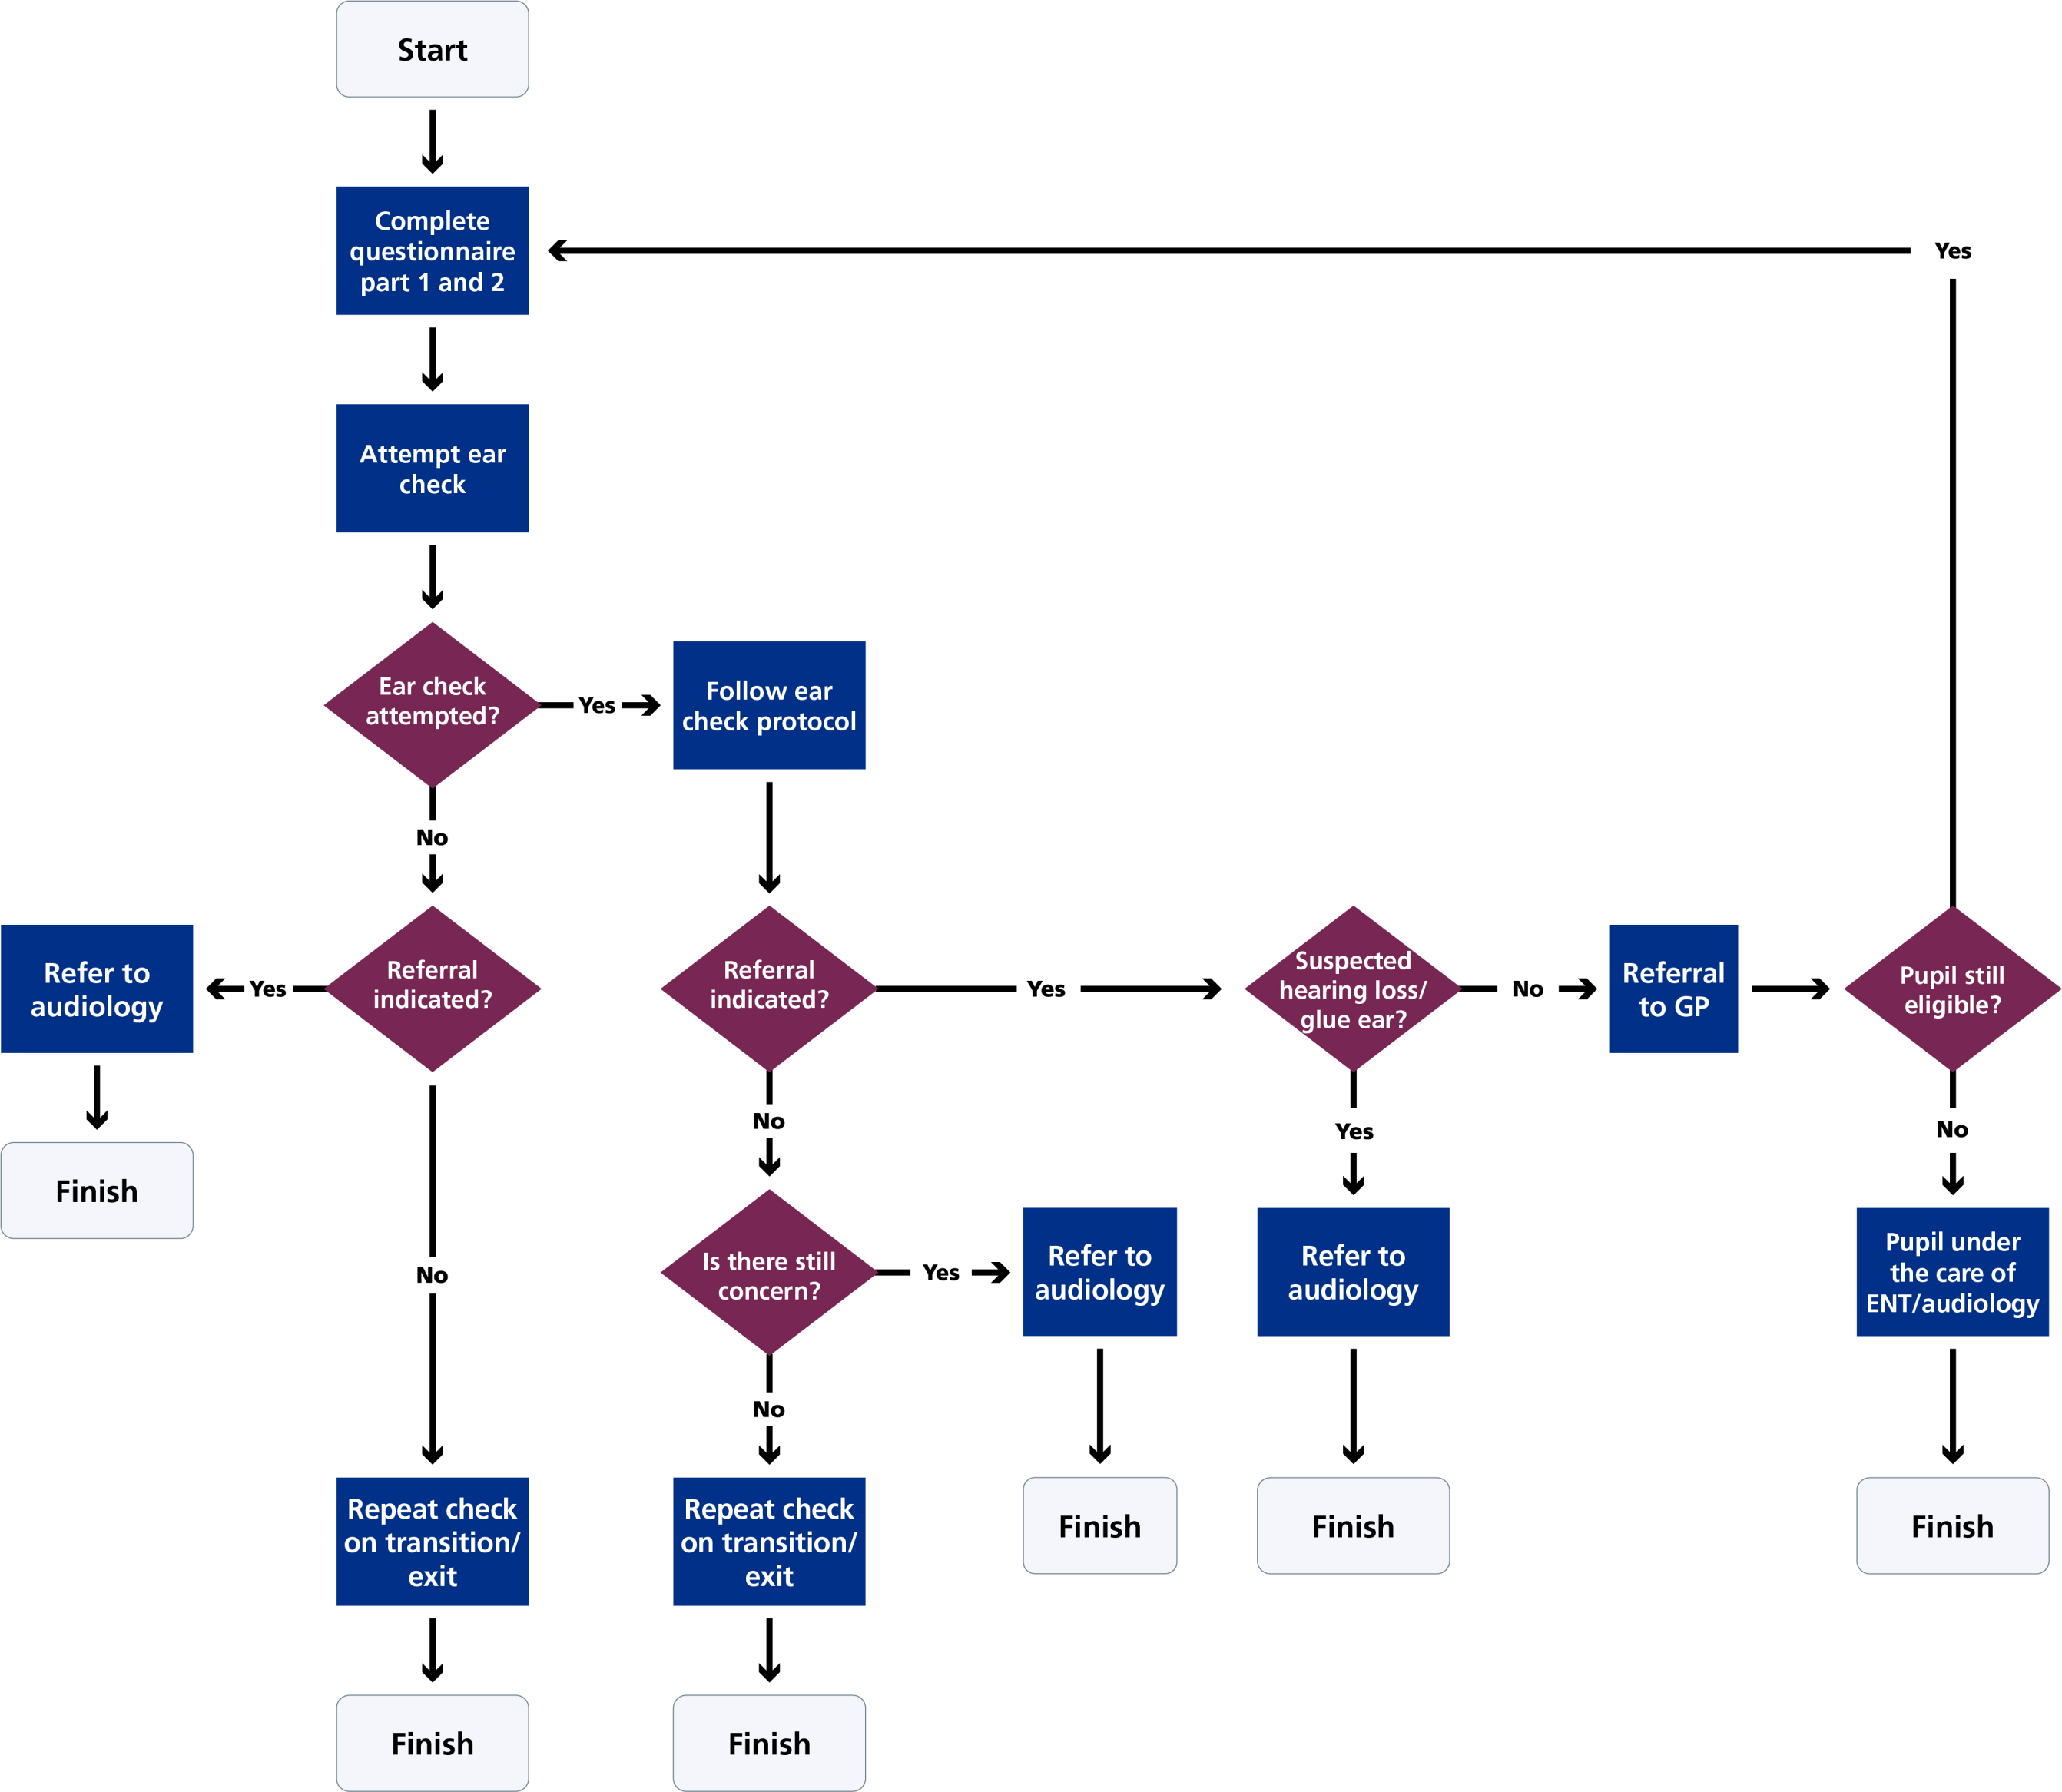 Start
Complete
questionnaire
part 1 and 2
Yes
Attempt ear
check
Ear check
attempted?
Yes
Follow ear
check protocol
No
Refer to
audiology
Yes
Referral
indicated?
Referral
indicated?
Yes
Suspected
hearing loss/
glue ear?
No
Referral
to GP
Pupil still
eligible?
No
Yes
No
Finish
No
Is there still
concern?
Yes
Refer to
audiology
Refer to
audiology
Pupil under
the care of
ENT/audiology
No
Repeat check
on transition/
exit
Repeat check
on transition/
exit
Finish
Finish
Finish
Finish
Finish